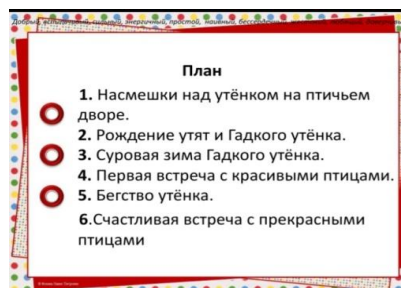 План
1. Насмешки над утёнком на птичьем
дворе.
2. Рождение утят и Гадкого утёнка.
3. Суровая зима Гадкого утёнка.
4. Первая встреча с красивыми птицами.
5. Бегство утёнка.
6.Счастливая встреча с прекрасными
птицами